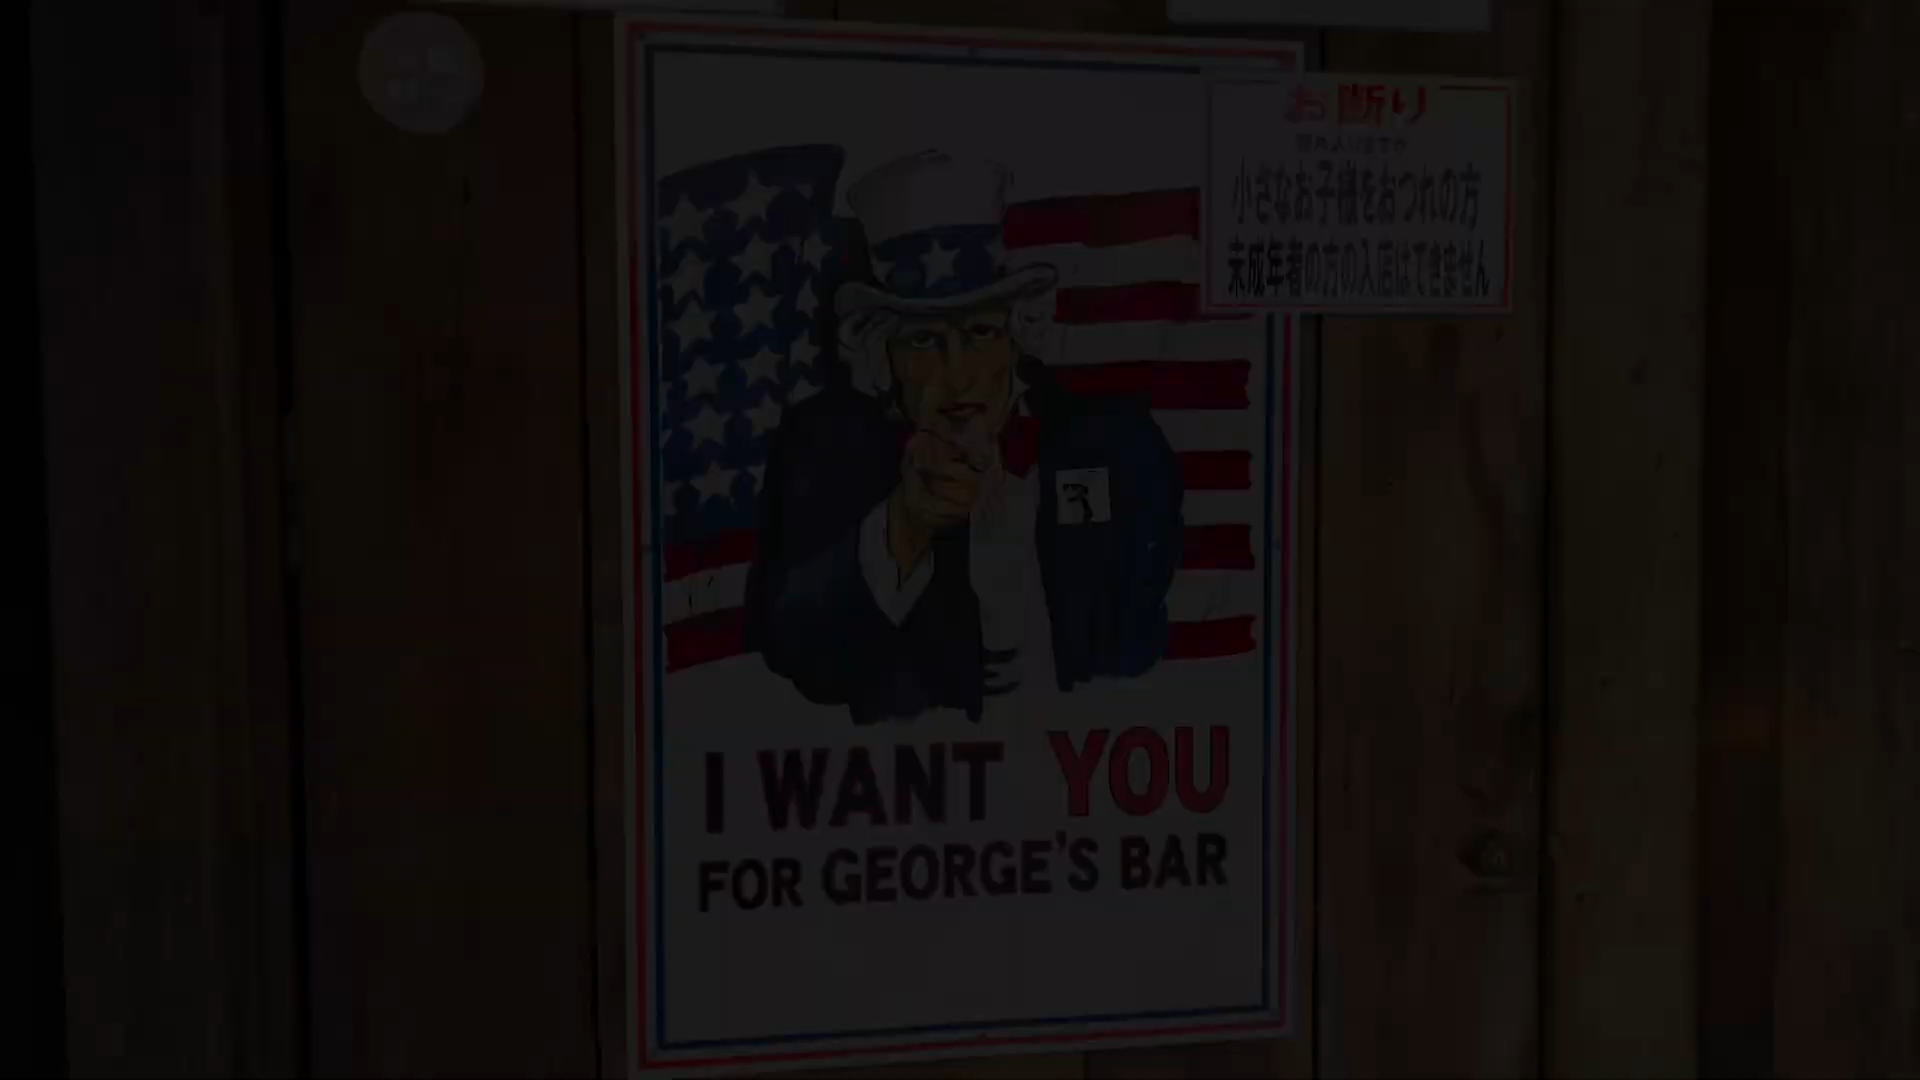 I WANT YOU
FOR GEORGE'S BAR
お断り
小さなお子様をおつれの方
未成年者の方の入店はできません